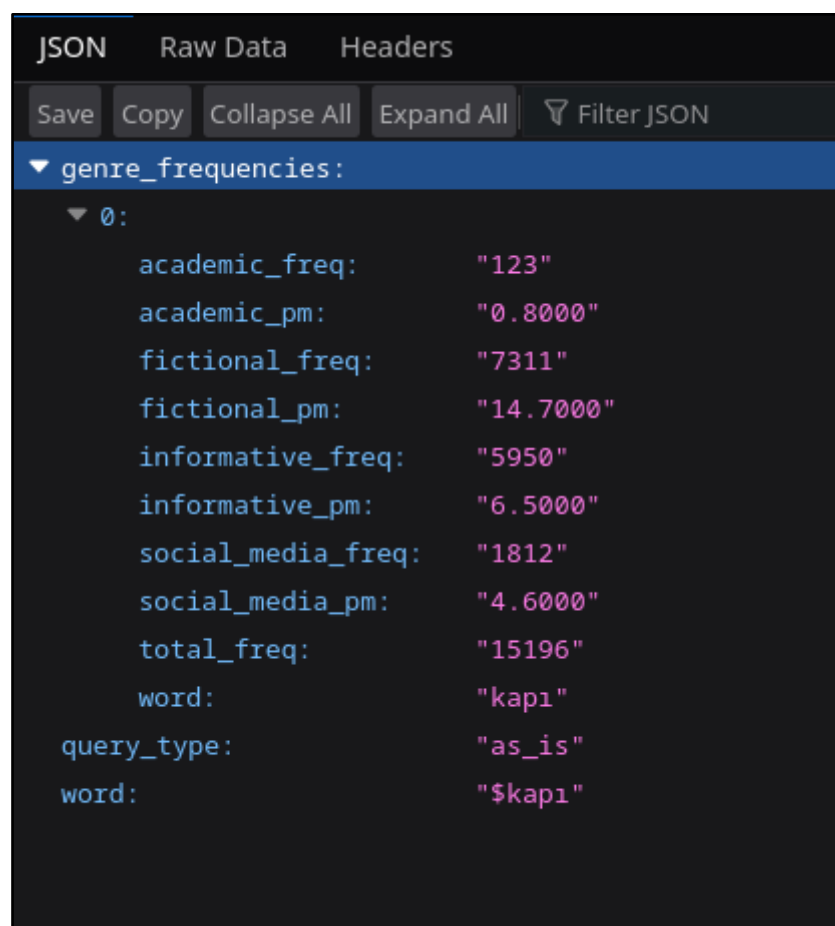 JSON Raw Data Headers
Save Copy Collapse All Expand All Filter JSON
genre_frequencies:
0:
academic_freq: "123"
academic_pm: "0.8000"
fictional_freq: "7311"
fictional_pm: "14.7000"
informative_freq: "5950"
informative_pm: "6.5000"
social_media_freq: "1812"
social_media_pm: "4.6000"
total_freq: "15196"
word: "kapı"
query_type: "as_is"
word: "$kapı"